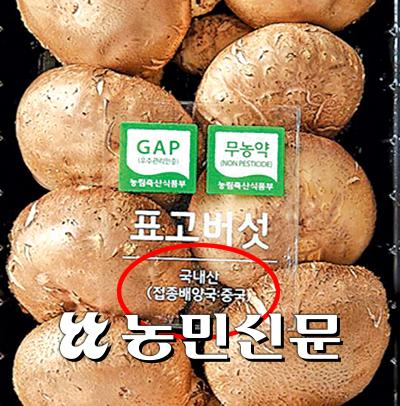 GAP
(우수관리인증)
농림축산식품부
무농약
(NON PESTICIDE)
농림축산식품부
표고버섯
국내산
(접종배양국:중국)
농민신문